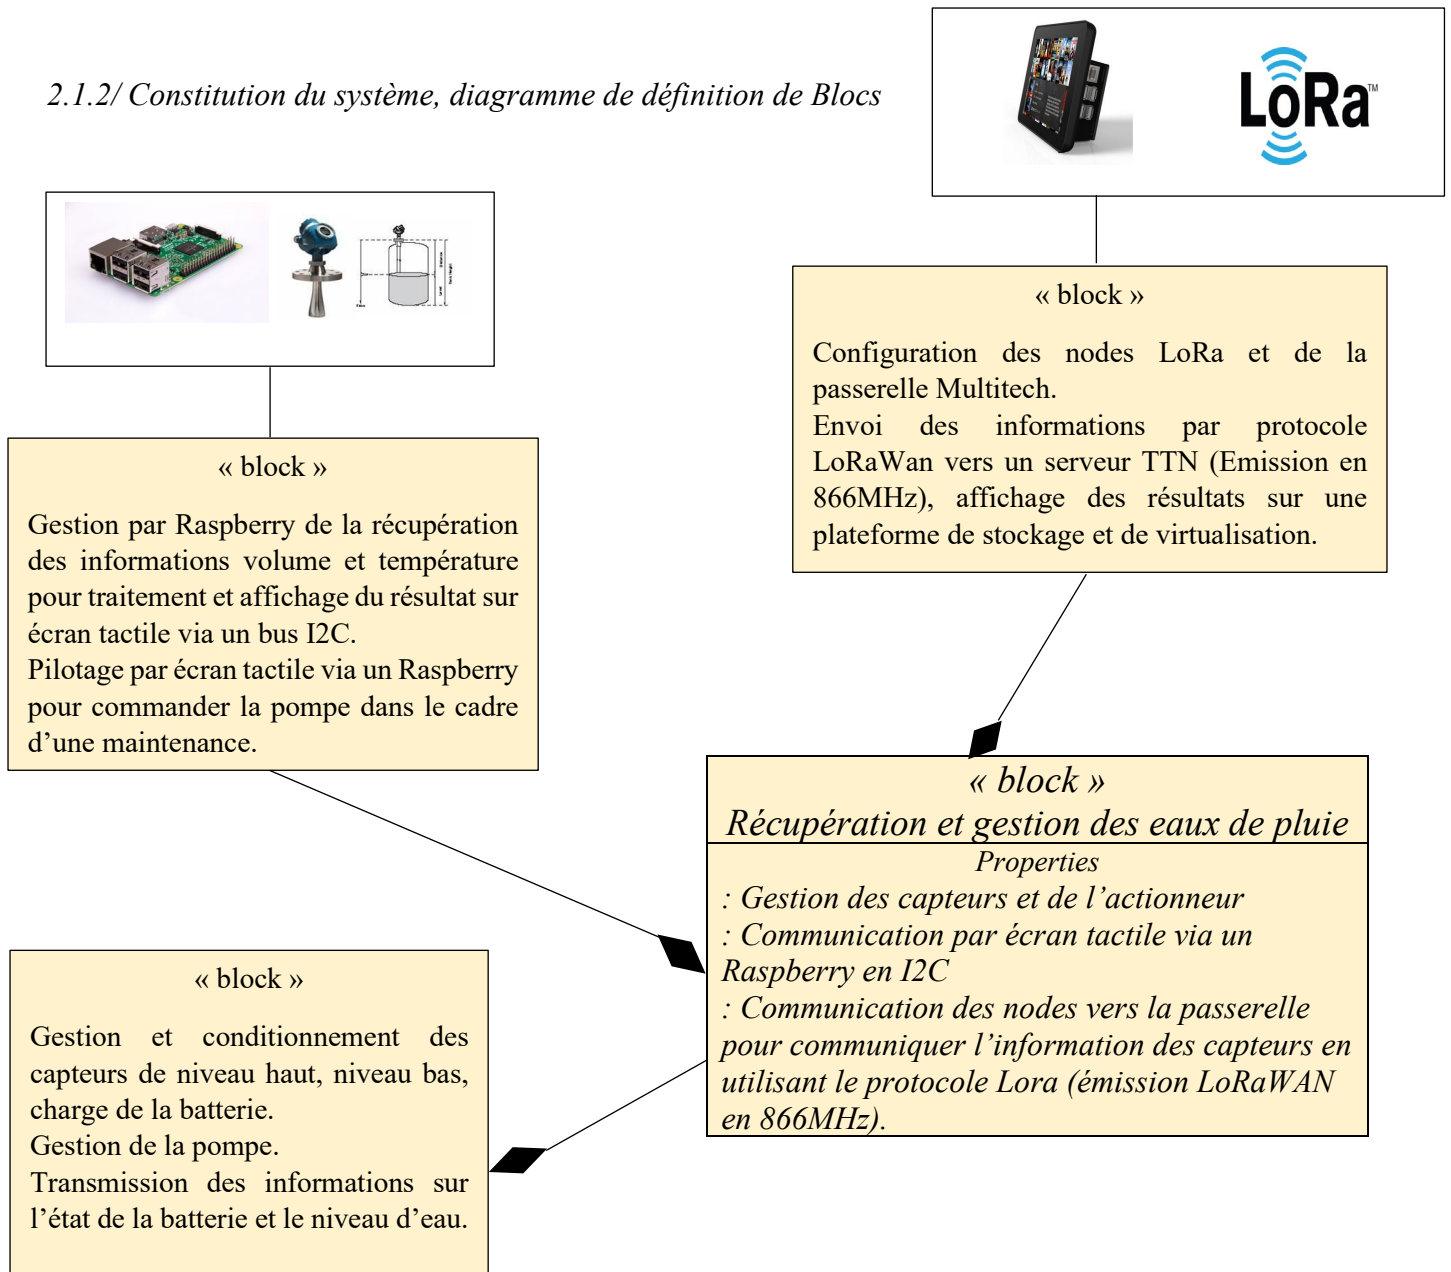 2.1.2/ Constitution du système, diagramme de définition de Blocs
LoRa™
« block »
Configuration des nodes LoRa et de la
passerelle Multitech.
Envoi des informations par protocole
LoRaWan vers un serveur TTN (Emission en
866MHz), affichage des résultats sur une
plateforme de stockage et de virtualisation.
« block »
Gestion par Raspberry de la récupération
des informations volume et température
pour traitement et affichage du résultat sur
écran tactile via un bus I2C.
Pilotage par écran tactile via un Raspberry
pour commander la pompe dans le cadre
d’une maintenance.
« block »
Récupération et gestion des eaux de pluie
Properties
: Gestion des capteurs et de l’actionneur
: Communication par écran tactile via un
Raspberry en I2C
: Communication des nodes vers la passerelle
pour communiquer l’information des capteurs en
utilisant le protocole Lora (émission LoRaWAN
en 866MHz).
« block »
Gestion et conditionnement des
capteurs de niveau haut, niveau bas,
charge de la batterie.
Gestion de la pompe.
Transmission des informations sur
l’état de la batterie et le niveau d’eau.